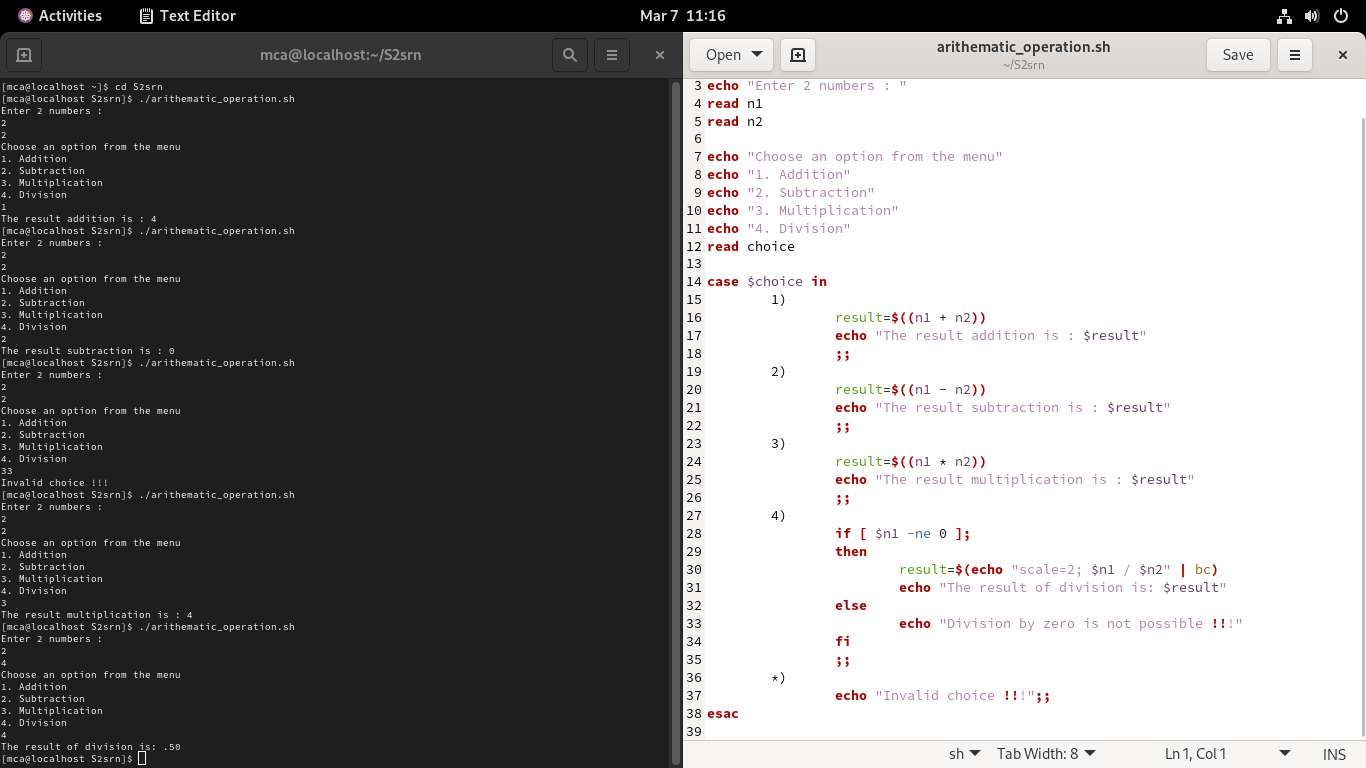 Activities Text Editor Mar 7 11:16
mca@localhost:~/S2srn
[mca@localhost ~]$ cd S2srn
[mca@localhost S2srn]$ ./arithematic_operation.sh
Enter 2 numbers :
2
2
Choose an option from the menu
1. Addition
2. Subtraction
3. Multiplication
4. Division
1
The result addition is : 4
[mca@localhost S2srn]$ ./arithematic_operation.sh
Enter 2 numbers :
2
2
Choose an option from the menu
1. Addition
2. Subtraction
3. Multiplication
4. Division
2
The result subtraction is : 0
[mca@localhost S2srn]$ ./arithematic_operation.sh
Enter 2 numbers :
2
2
Choose an option from the menu
1. Addition
2. Subtraction
3. Multiplication
4. Division
33
Invalid choice !!!
[mca@localhost S2srn]$ ./arithematic_operation.sh
Enter 2 numbers :
2
2
Choose an option from the menu
1. Addition
2. Subtraction
3. Multiplication
4. Division
3
The result multiplication is : 4
[mca@localhost S2srn]$ ./arithematic_operation.sh
Enter 2 numbers :
2
4
Choose an option from the menu
1. Addition
2. Subtraction
3. Multiplication
4. Division
4
The result of division is: .50
[mca@localhost S2srn]$
Open arithematic_operation.sh Save
~/S2srn
3 echo "Enter 2 numbers : "
4 read n1
5 read n2
6
7 echo "Choose an option from the menu"
8 echo "1. Addition"
9 echo "2. Subtraction"
10 echo "3. Multiplication"
11 echo "4. Division"
12 read choice
13
14 case $choice in
15 1)
16 result=$((n1 + n2))
17 echo "The result addition is : $result"
18 ;;
19 2)
20 result=$((n1 - n2))
21 echo "The result subtraction is : $result"
22 ;;
23 3)
24 result=$((n1 * n2))
25 echo "The result multiplication is : $result"
26 ;;
27 4)
28 if [ $n1 -ne 0 ];
29 then
30 result=$(echo "scale=2; $n1 / $n2" | bc)
31 echo "The result of division is: $result"
32 else
33 echo "Division by zero is not possible !!!"
34 fi
35 ;;
36 *)
37 echo "Invalid choice !!!";;
38 esac
39
sh Tab Width: 8 Ln 1, Col 1 INS